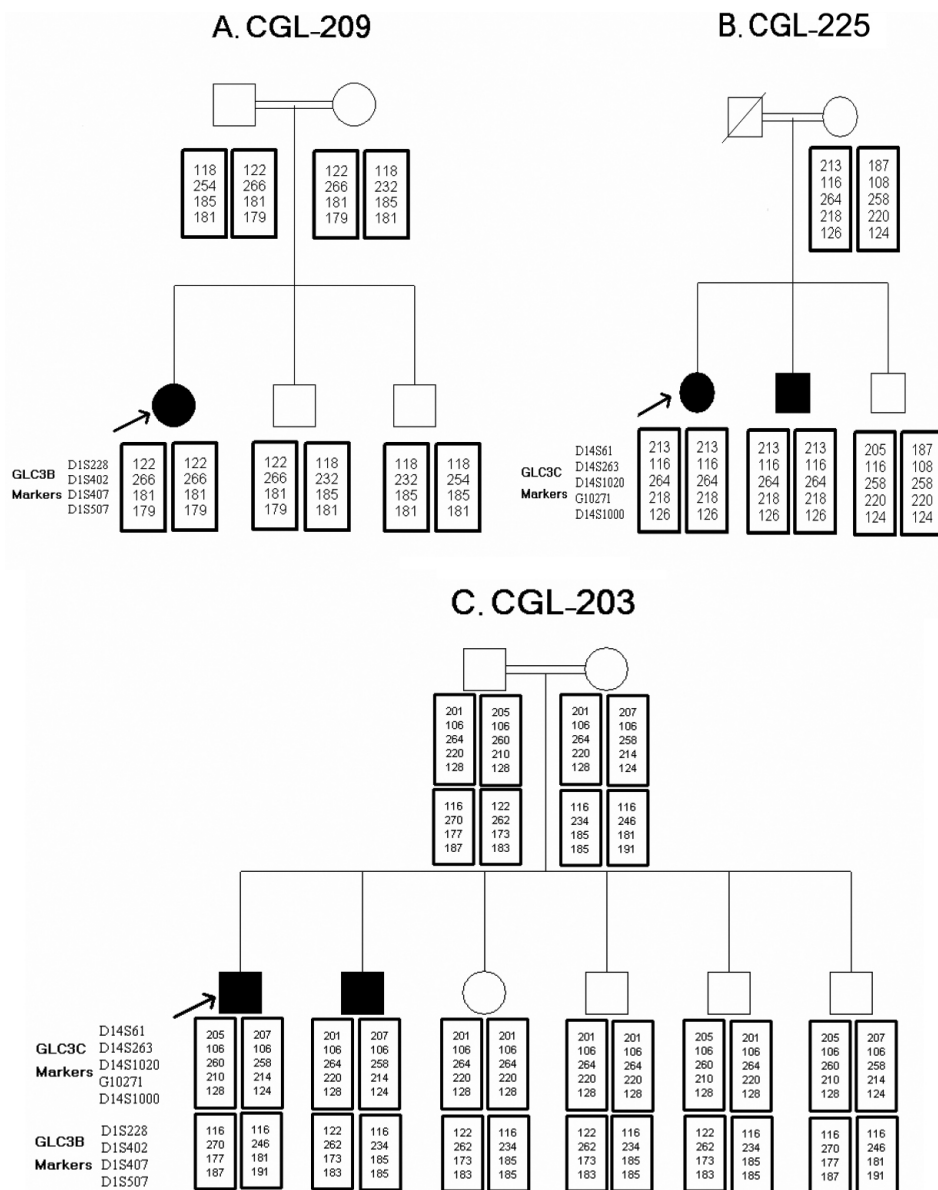 A. CGL-209
B. CGL-225
118 122 122 118
254 266 266 232
185 181 181 185
181 179 179 181
213 187
116 108
264 258
218 220
126 124
GLC3B
Markers
D1S228 122 122 122 118 118 118
D1S402 266 266 266 232 232 254
D1S407 181 181 181 185 185 185
D1S507 179 179 179 181 181 181
GLC3C
Markers
D14S61 213 213 213 213 205 187
D14S263 116 116 116 116 116 108
D14S1020 264 264 264 264 258 258
G10271 218 218 218 218 220 220
D14S1000 126 126 126 126 124 124
C. CGL-203
201 205 201 207
106 106 106 106
264 260 264 258
220 210 220 214
128 128 128 124
116 122 116 116
270 262 234 246
177 173 185 181
187 183 185 191
GLC3C
Markers
D14S61 205 207 201 207 201 201 201 201 205 201 205 207
D14S263 106 106 106 106 106 106 106 106 106 106 106 106
D14S1020 260 258 264 258 264 264 264 264 260 264 260 258
G10271 210 214 220 214 220 220 220 220 210 220 210 214
D14S1000 128 124 128 124 128 128 128 128 128 128 128 124
GLC3B
Markers
D1S228 116 116 122 116 122 116 122 116 122 116 116 116
D1S402 270 246 262 234 262 234 262 234 262 234 270 246
D1S407 177 181 173 185 173 185 173 185 173 185 177 181
D1S507 187 191 183 185 183 185 183 185 183 185 187 191